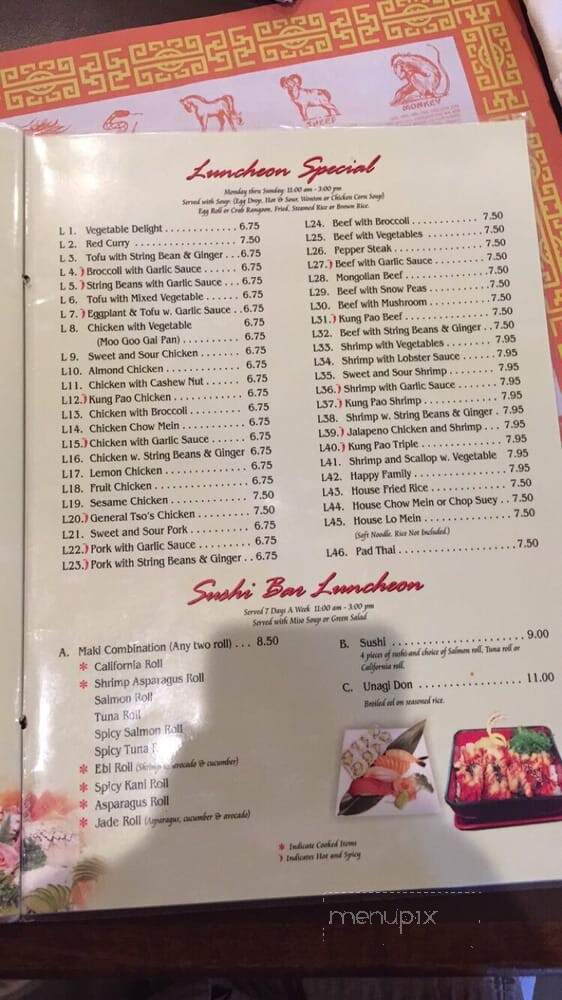 SHEEP
MONKEY
Luncheon Special
Monday thru Sunday 11:00 am - 3:00 pm
Served with Soup: (Egg Drop, Hot & Sour, Wonton or Chicken Corn Soup)
Egg Roll or Crab Rangoon, Fried, Steamed Rice or Brown Rice.
L 1. Vegetable Delight . . . . . . . . . . . . 6.75
L 2. Red Curry . . . . . . . . . . . . . . . . . 7.50
L 3. Tofu with String Bean & Ginger . . . 6.75
L 4. Broccoli with Garlic Sauce . . . . . . 6.75
L 5. String Beans with Garlic Sauce . . . 6.75
L 6. Tofu with Mixed Vegetable . . . . . . 6.75
L 7. Eggplant & Tofu w. Garlic Sauce . . 6.75
L 8. Chicken with Vegetable 6.75
(Moo Goo Gai Pan) . . . . . . . . . . 6.75
L 9. Sweet and Sour Chicken . . . . . . . 6.75
L10. Almond Chicken . . . . . . . . . . . . 6.75
L11. Chicken with Cashew Nut . . . . . . 6.75
L12. Kung Pao Chicken . . . . . . . . . . . 6.75
L13. Chicken with Broccoli . . . . . . . . . 6.75
L14. Chicken Chow Mein . . . . . . . . . . 6.75
L15. Chicken with Garlic Sauce . . . . . . 6.75
L16. Chicken w. String Beans & Ginger 6.75
L17. Lemon Chicken . . . . . . . . . . . . . 6.75
L18. Fruit Chicken . . . . . . . . . . . . . . 6.75
L19. Sesame Chicken . . . . . . . . . . . . 7.50
L20. General Tso's Chicken . . . . . . . . 7.50
L21. Sweet and Sour Pork . . . . . . . . . 6.75
L22. Pork with Garlic Sauce . . . . . . . . 6.75
L23. Pork with String Beans & Ginger . . 6.75
L24. Beef with Broccoli . . . . . . . . . . . . 7.50
L25. Beef with Vegetables . . . . . . . . . . 7.50
L26. Pepper Steak . . . . . . . . . . . . . . . 7.50
L27. Beef with Garlic Sauce . . . . . . . . . 7.50
L28. Mongolian Beef . . . . . . . . . . . . . 7.50
L29. Beef with Snow Peas . . . . . . . . . . 7.50
L30. Beef with Mushroom . . . . . . . . . . 7.50
L31. Kung Pao Beef . . . . . . . . . . . . . . 7.50
L32. Beef with String Beans & Ginger . . 7.50
L33. Shrimp with Vegetables . . . . . . . . 7.95
L34. Shrimp with Lobster Sauce . . . . . . 7.95
L35. Sweet and Sour Shrimp . . . . . . . . 7.95
L36. Shrimp with Garlic Sauce . . . . . . . 7.95
L37. Kung Pao Shrimp . . . . . . . . . . . . 7.95
L38. Shrimp w. String Beans & Ginger . 7.95
L39. Jalapeno Chicken and Shrimp . . . 7.95
L40. Kung Pao Triple . . . . . . . . . . . . . 7.95
L41. Shrimp and Scallop w. Vegetable 7.95
L42. Happy Family . . . . . . . . . . . . . . 7.95
L43. House Fried Rice . . . . . . . . . . . . 7.50
L44. House Chow Mein or Chop Suey . . 7.50
L45. House Lo Mein . . . . . . . . . . . . . 7.50
(Soft Noodle. Rice Not Included.)
L46. Pad Thai . . . . . . . . . . . . . . . . . 7.50
Sushi Bar Luncheon
Served 7 Days A Week 11:00 am - 3:00 pm
Served with Miso Soup or Green Salad
A. Maki Combination (Any two roll) . . . 8.50
* California Roll
* Shrimp Asparagus Roll
Salmon Roll
Tuna Roll
Spicy Salmon Roll
Spicy Tuna
* Ebi Roll (Shrimp avocado & cucumber)
* Spicy Kani Roll
* Asparagus Roll
* Jade Roll (Asparagus, cucumber & avocado)
B. Sushi . . . . . . . . . . . . . . . . . . . . 9.00
4 pieces of sushi and choice of Salmon roll, Tuna roll or
California roll.
C. Unagi Don . . . . . . . . . . . . . . . . 11.00
Broiled eel on seasoned rice.
* Indicate Cooked Items
Indicates Hot and Spicy
menupix